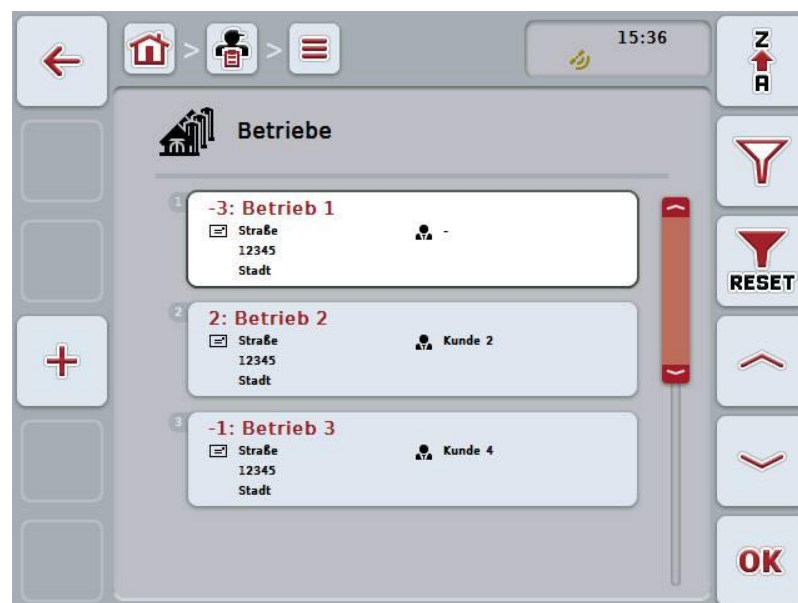 15:36
Z
A
Betriebe
1
-3: Betrieb 1
Straße
-
12345
Stadt
RESET
2
2: Betrieb 2
Straße
Kunde 2
12345
Stadt
3
-1: Betrieb 3
Straße
Kunde 4
12345
Stadt
OK